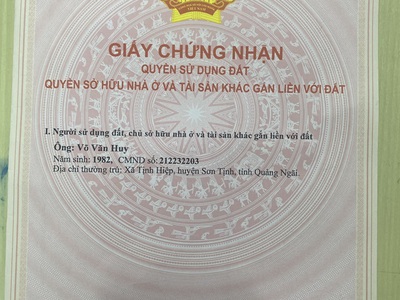 GIẤY CHỨNG NHẬN
QUYỀN SỬ DỤNG ĐẤT
QUYỀN SỞ HỮU NHÀ Ở VÀ TÀI SẢN KHÁC GẮN LIỀN VỚI ĐẤT
I. Người sử dụng đất, chủ sở hữu nhà ở và tài sản khác gắn liền với đất
Ông: Võ Văn Huy
Năm sinh: 1982, CMND số: 212232203
Địa chỉ thường trú: Xã Tịnh Hiệp, huyện Sơn Tịnh, tỉnh Quảng Ngãi.